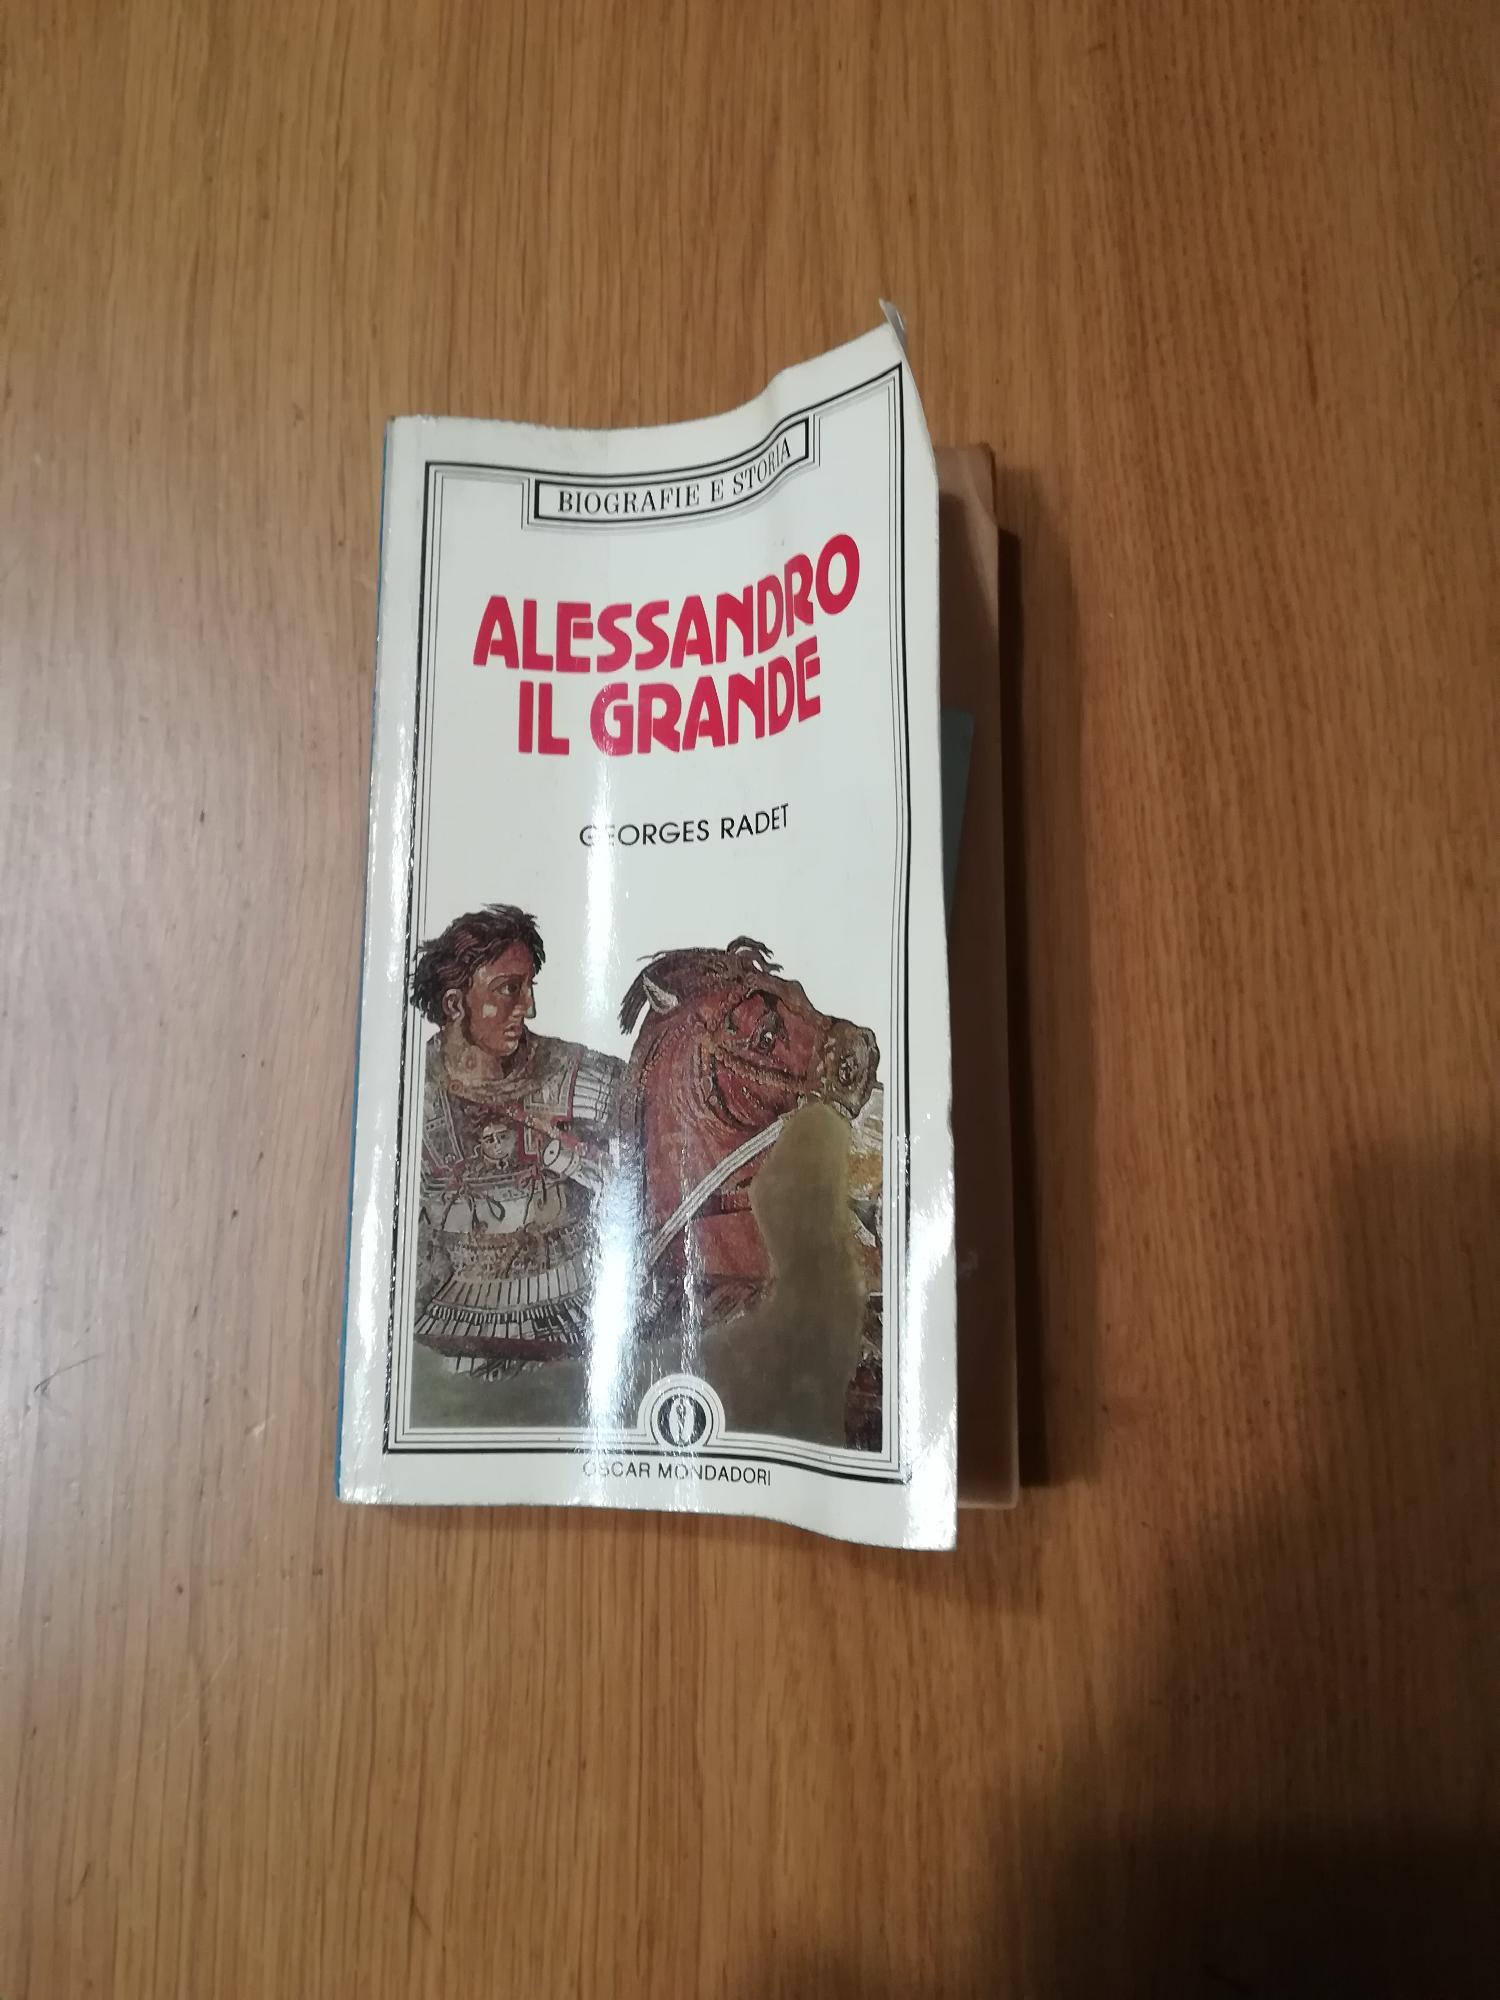 BIOGRAFIE E STORIA
ALESSANDRO
IL GRANDE
GEORGES RADET
OSCAR MONDADORI